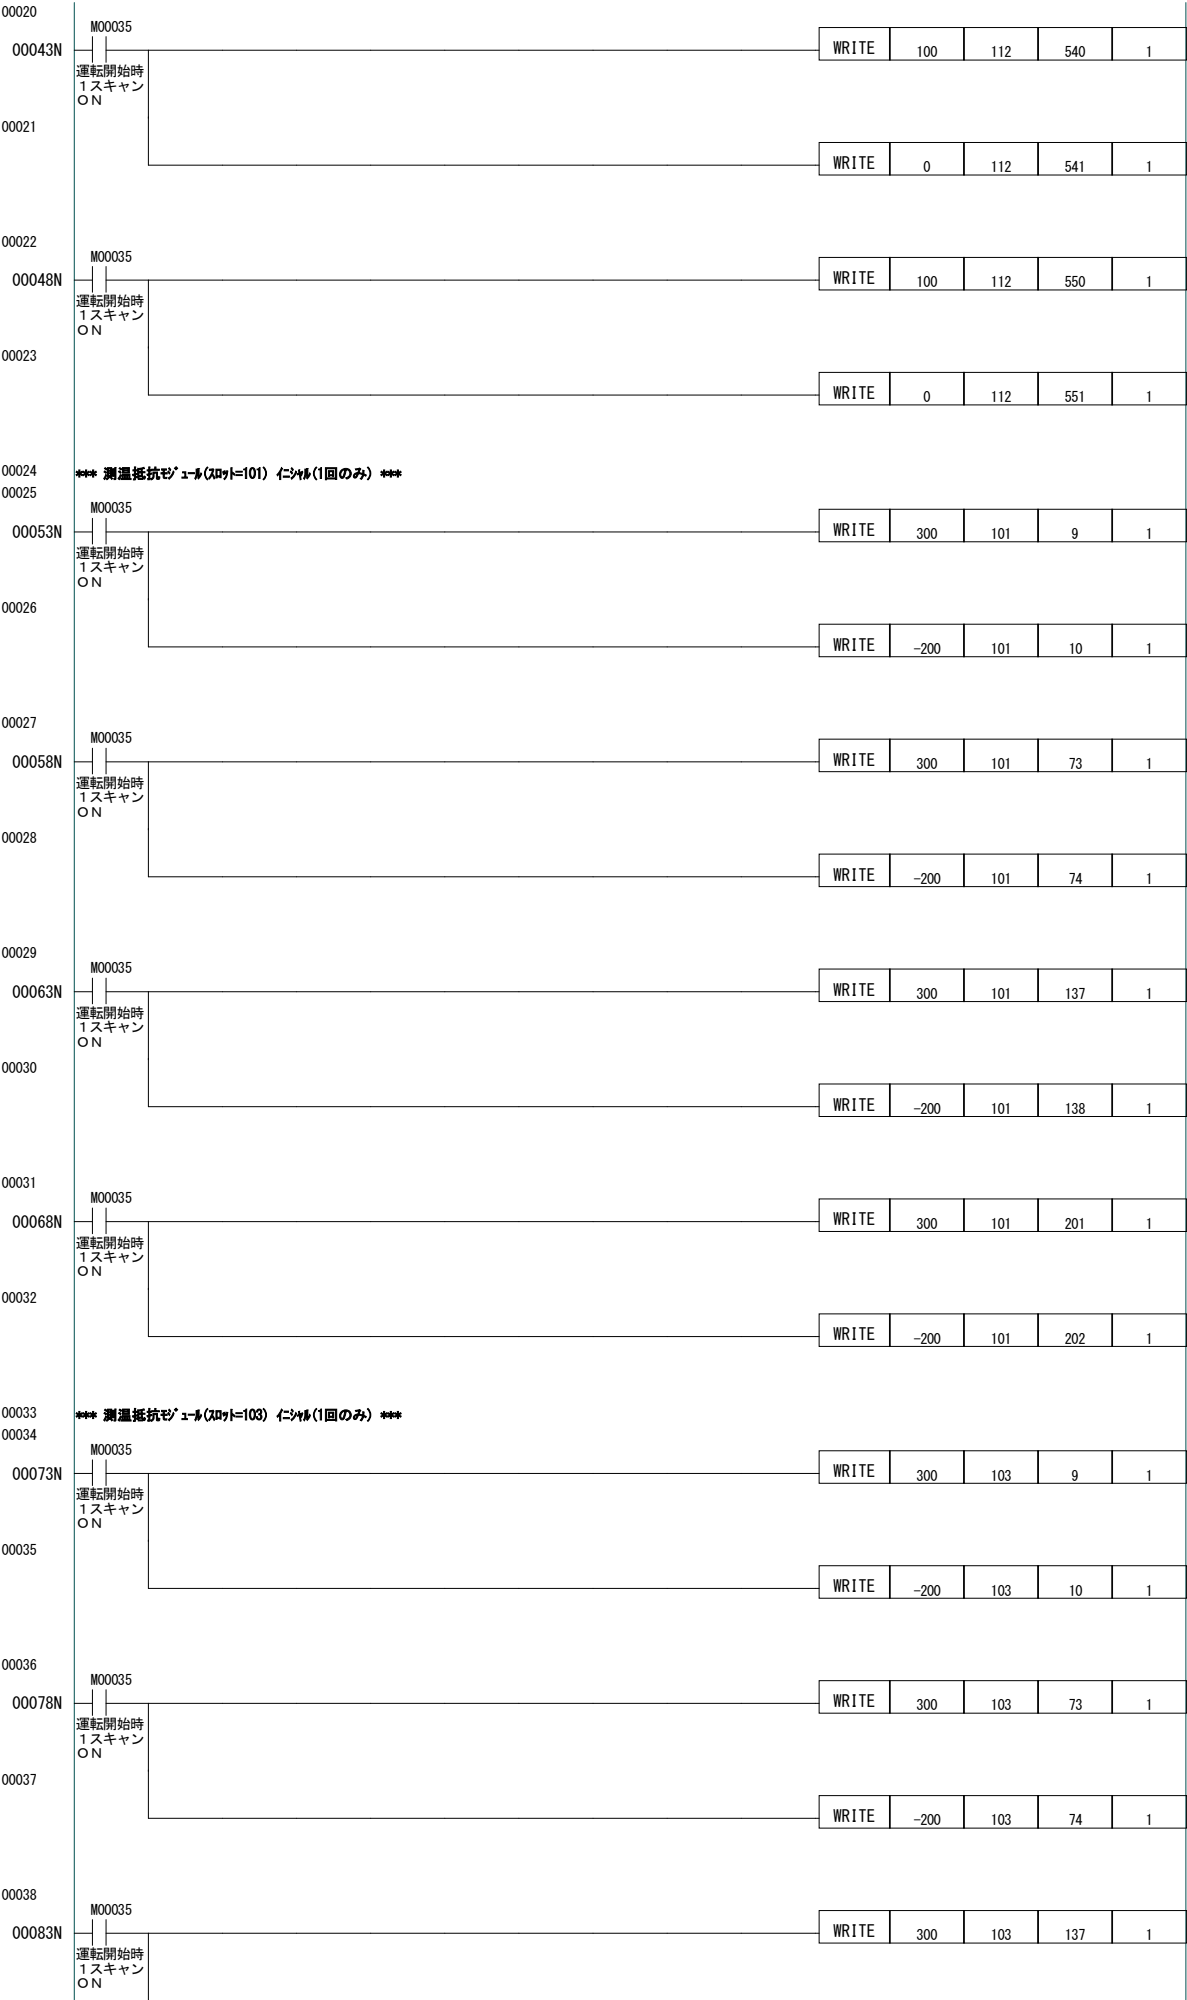 00020
M00035
00043N WRITE 100 112 540 1
運転開始時
1スキャン
ON
00021
WRITE 0 112 541 1
00022
M00035
00048N WRITE 100 112 550 1
運転開始時
1スキャン
ON
00023
WRITE 0 112 551 1
00024 *** 測温抵抗ﾓｼﾞｭｰﾙ(ｽﾛｯﾄ=101) ｲﾆｼｬﾙ(1回のみ) ***
00025
M00035
00053N WRITE 300 101 9 1
運転開始時
1スキャン
ON
00026
WRITE -200 101 10 1
00027
M00035
00058N WRITE 300 101 73 1
運転開始時
1スキャン
ON
00028
WRITE -200 101 74 1
00029
M00035
00063N WRITE 300 101 137 1
運転開始時
1スキャン
ON
00030
WRITE -200 101 138 1
00031
M00035
00068N WRITE 300 101 201 1
運転開始時
1スキャン
ON
00032
WRITE -200 101 202 1
00033 *** 測温抵抗ﾓｼﾞｭｰﾙ(ｽﾛｯﾄ=103) ｲﾆｼｬﾙ(1回のみ) ***
00034
M00035
00073N WRITE 300 103 9 1
運転開始時
1スキャン
ON
00035
WRITE -200 103 10 1
00036
M00035
00078N WRITE 300 103 73 1
運転開始時
1スキャン
ON
00037
WRITE -200 103 74 1
00038
M00035
00083N WRITE 300 103 137 1
運転開始時
1スキャン
ON